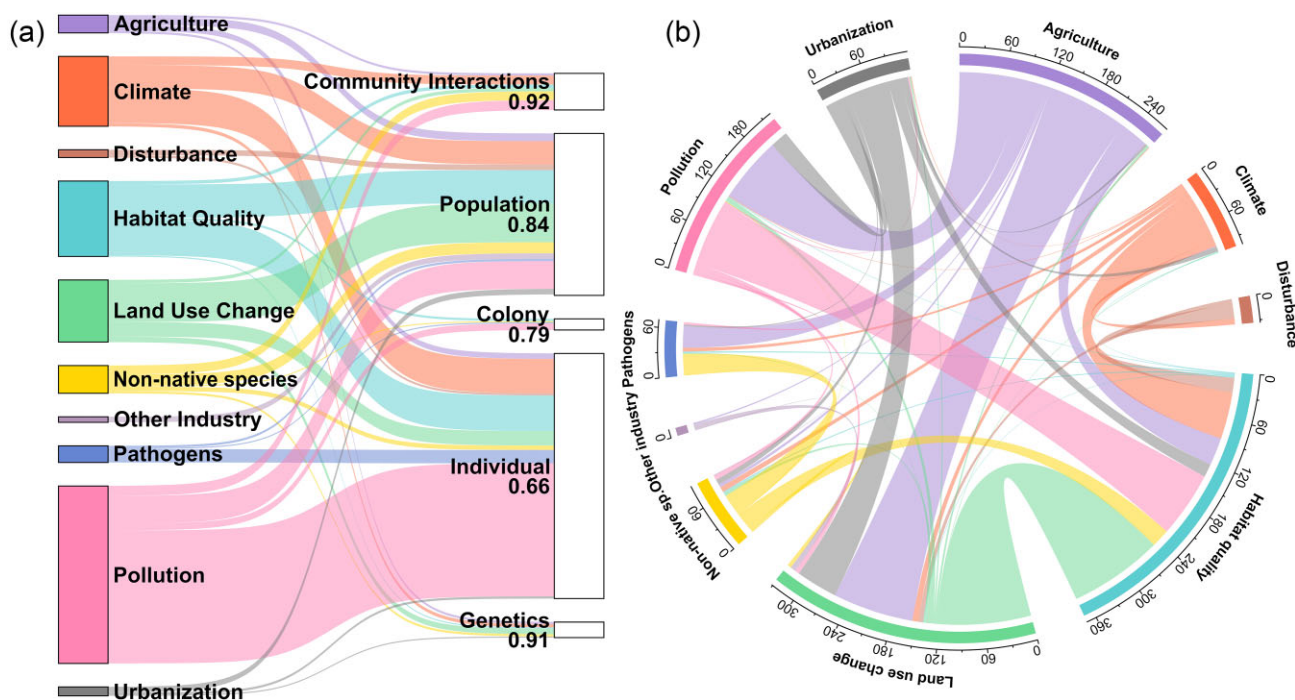 (a)
Agriculture
Climate
Disturbance
Habitat Quality
Land Use Change
Non-native species
Other Industry
Pathogens
Pollution
Urbanization
Community Interactions
0.92
Population
0.84
Colony
0.79
Individual
0.66
Genetics
0.91
(b)
Urbanization
0 60
Agriculture
0 60 120 180 240
Climate
0 60
Disturbance
0
Habitat quality
0 60 120 180 240 300 360
Land use change
0 60 120 180 240 300
Non-native sp.
0 60
Other industry
0
Pathogens
0 80
Pollution
0 60 120 180